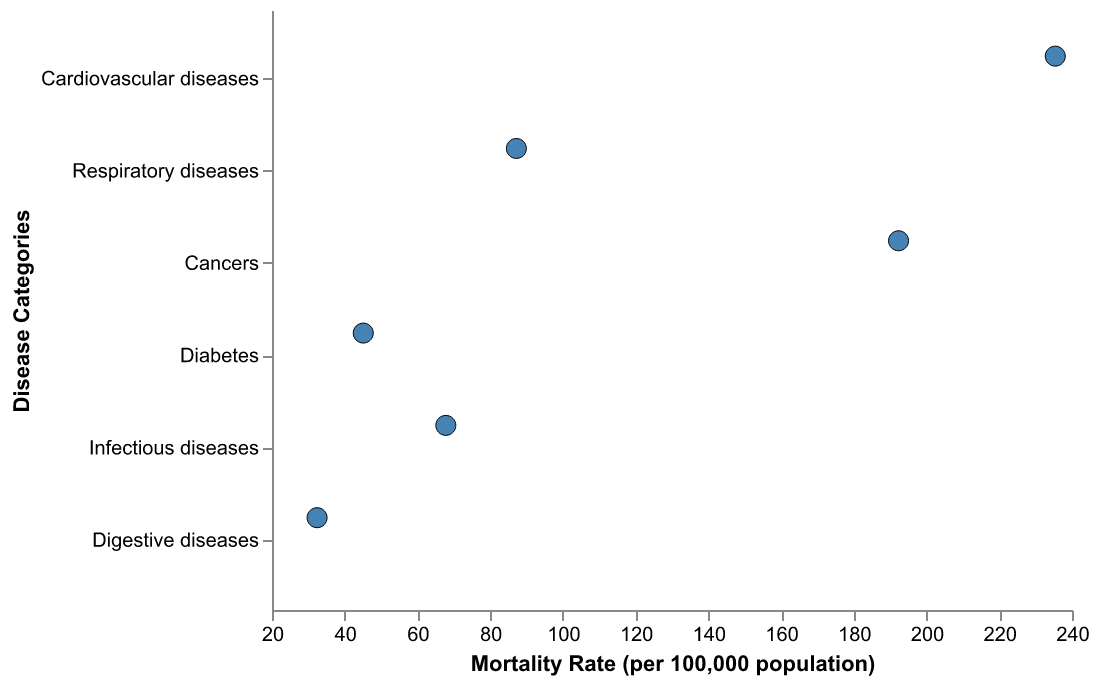 Disease Categories
Cardiovascular diseases
Respiratory diseases
Cancers
Diabetes
Infectious diseases
Digestive diseases
20 40 60 80 100 120 140 160 180 200 220 240
Mortality Rate (per 100,000 population)